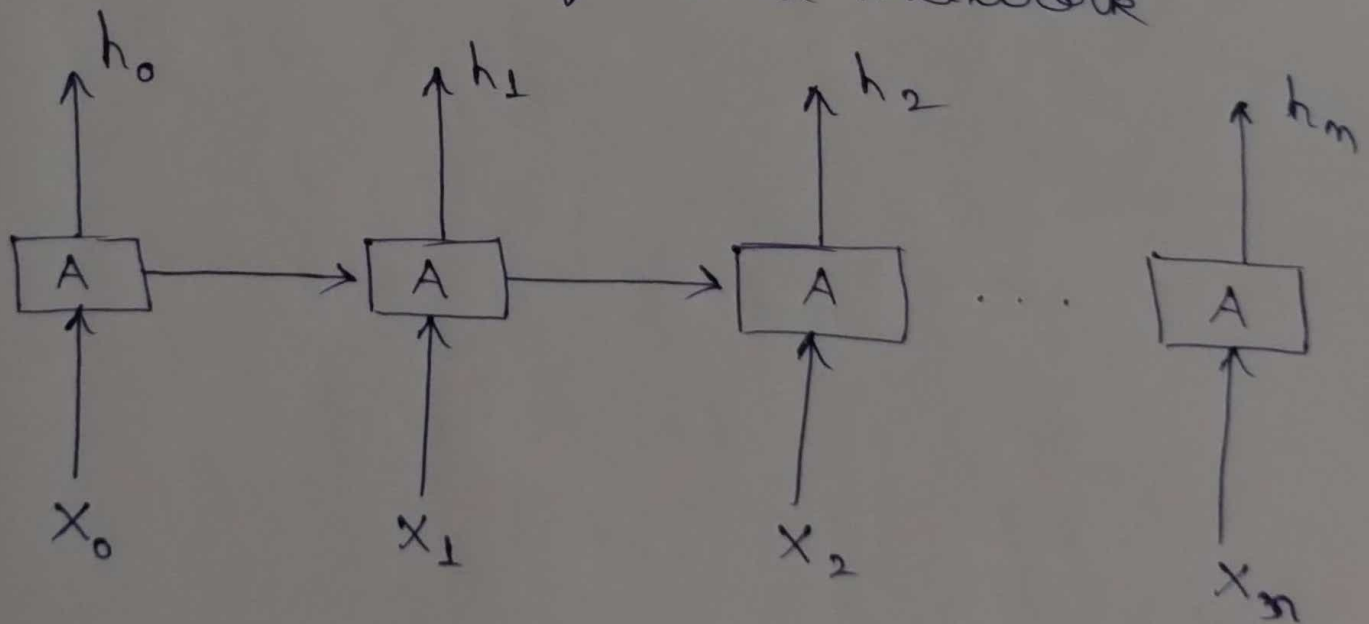 h₀ h₁ h₂ hₙ
A A A . . . . A
X₀ X₁ X₂ Xₙ